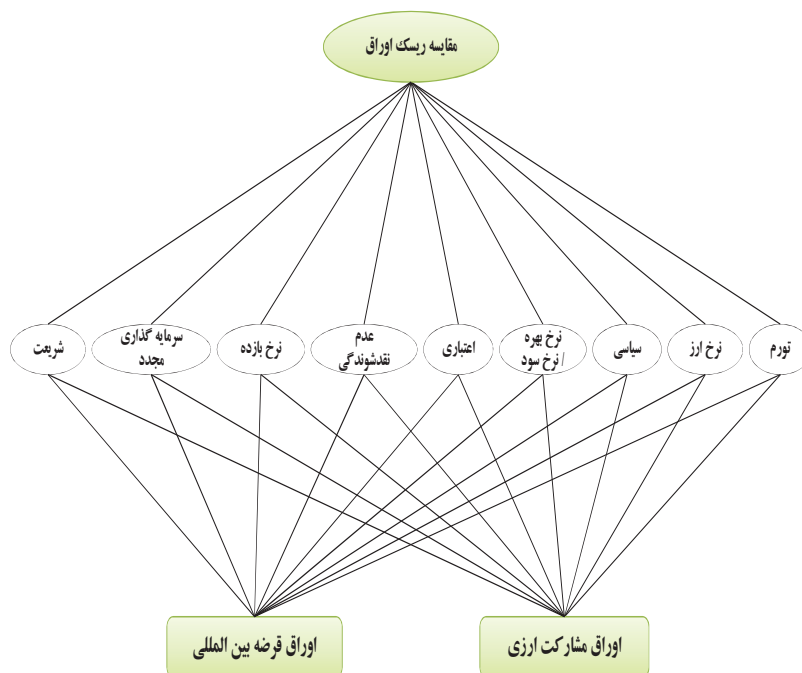 مقایسه ریسک اوراق
تورم
نرخ ارز
سیاسی
نرخ بهره
/ نرخ سود
اعتباری
عدم
نقدشوندگی
نرخ بازده
سرمایه گذاری
مجدد
شریعت
اوراق مشارکت ارزی
اوراق قرضه بین المللی